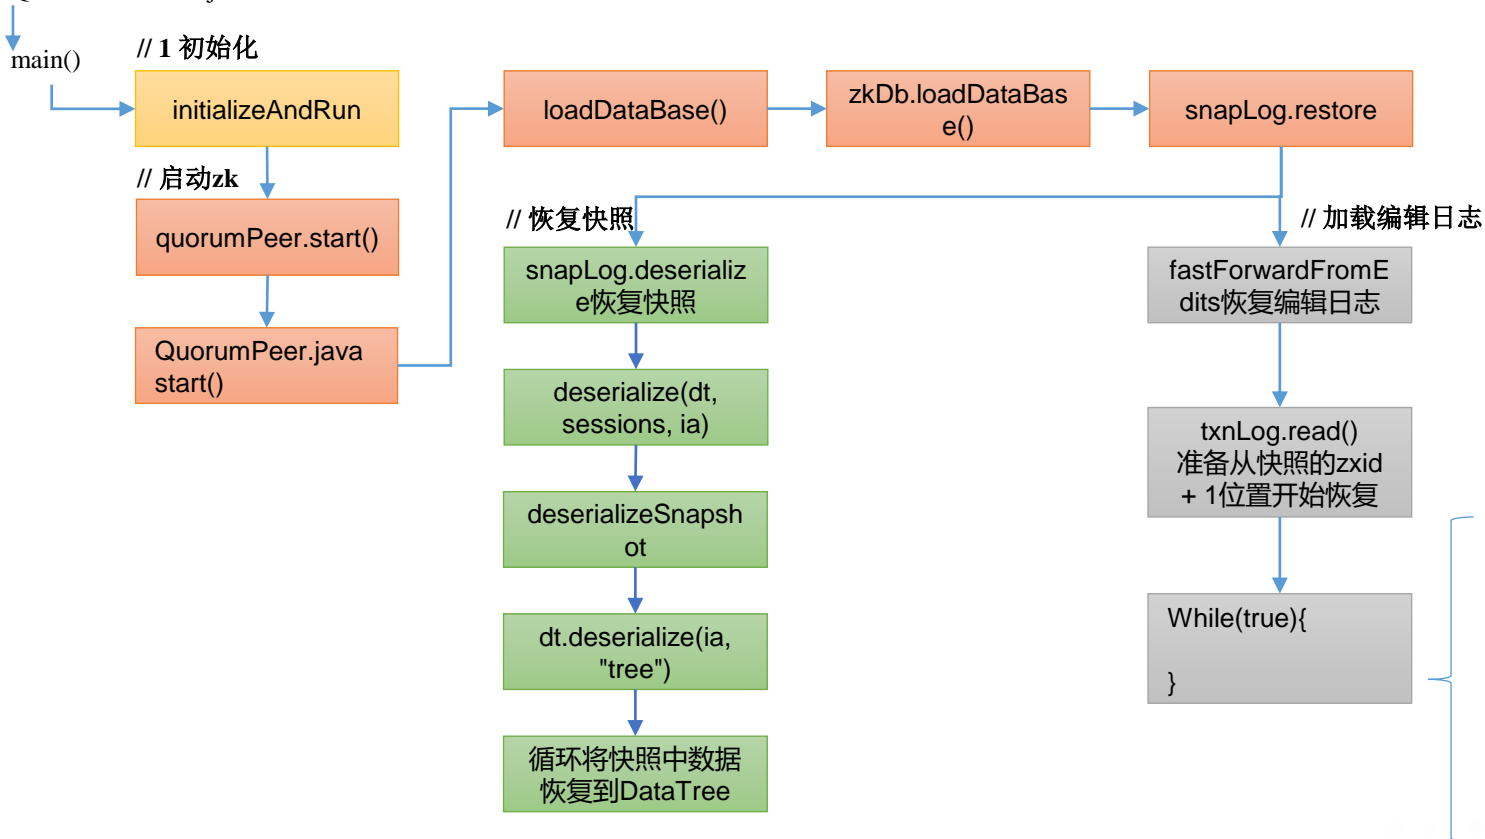 main()
// 1 初始化
initializeAndRun
// 启动zk
quorumPeer.start()
QuorumPeer.java
start()
loadDataBase()
zkDb.loadDataBas
e()
snapLog.restore
// 恢复快照
snapLog.deserializ
e恢复快照
deserialize(dt,
sessions, ia)
deserializeSnapsh
ot
dt.deserialize(ia,
"tree")
循环将快照中数据
恢复到DataTree
// 加载编辑日志
fastForwardFromE
dits恢复编辑日志
txnLog.read()
准备从快照的zxid
+ 1位置开始恢复
While(true){
}